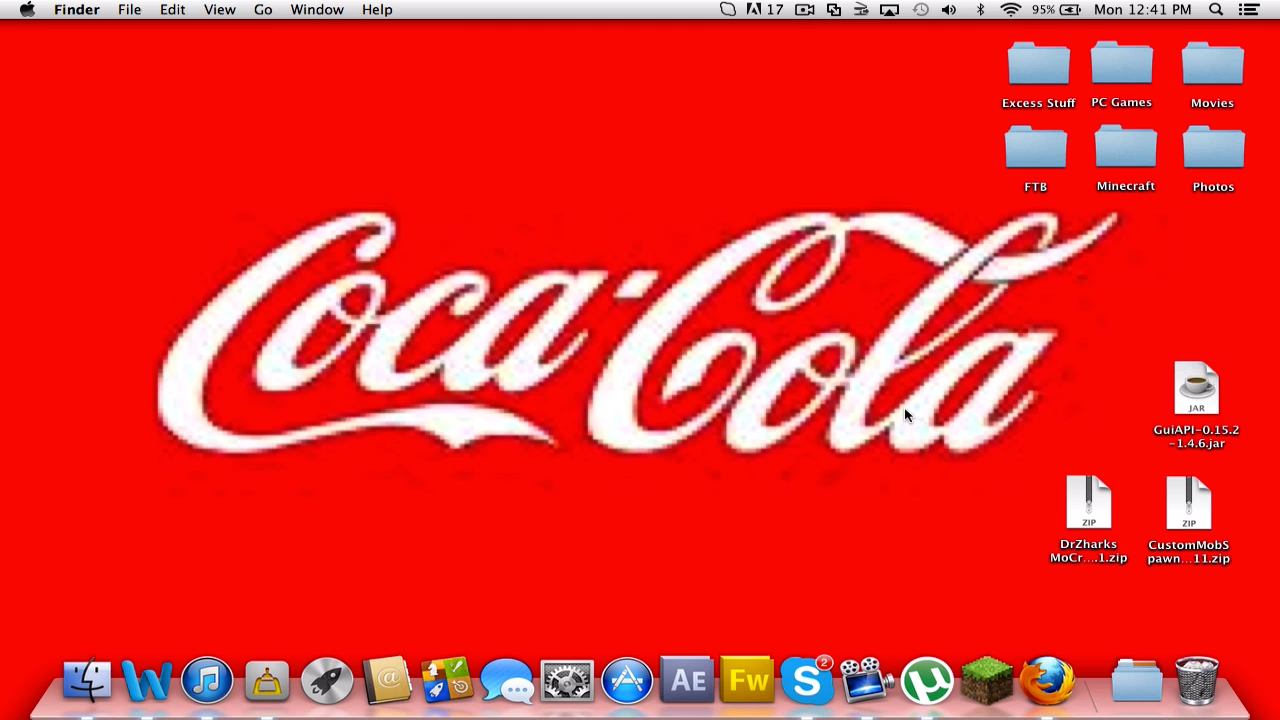 Finder File Edit View Go Window Help
17 95% Mon 12:41 PM
Excess Stuff PC Games Movies
FTB Minecraft Photos
Coca-Cola
JAR
GuiAPI-0.15.2
-1.4.6.jar
ZIP ZIP
DrZharks CustomMobS
MoCr....1.zip pawn...11.zip
W @ AE Fw S 2 µ